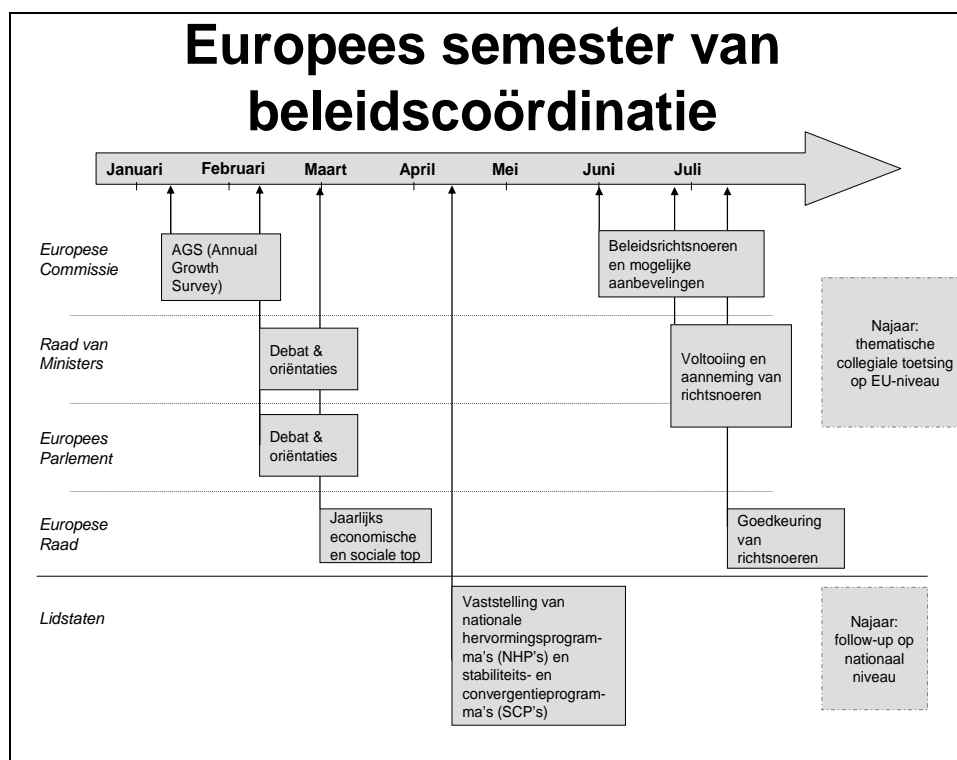 Europees semester van
beleidscoördinatie
Januari Februari Maart April Mei Juni Juli
Europese
Commissie
AGS (Annual
Growth
Survey)
Beleidsrichtsnoeren
en mogelijke
aanbevelingen
Raad van
Ministers
Debat &
oriëntaties
Voltooiing en
aanneming van
richtsnoeren
Najaar:
thematische
collegiale toetsing
op EU-niveau
Europees
Parlement
Debat &
oriëntaties
Europese
Raad
Jaarlijks
economische
en sociale top
Goedkeuring
van
richtsnoeren
Lidstaten
Vaststelling van
nationale
hervormingsprogram-
ma's (NHP's) en
stabiliteits- en
convergentieprogram-
ma's (SCP's)
Najaar:
follow-up op
nationaal
niveau